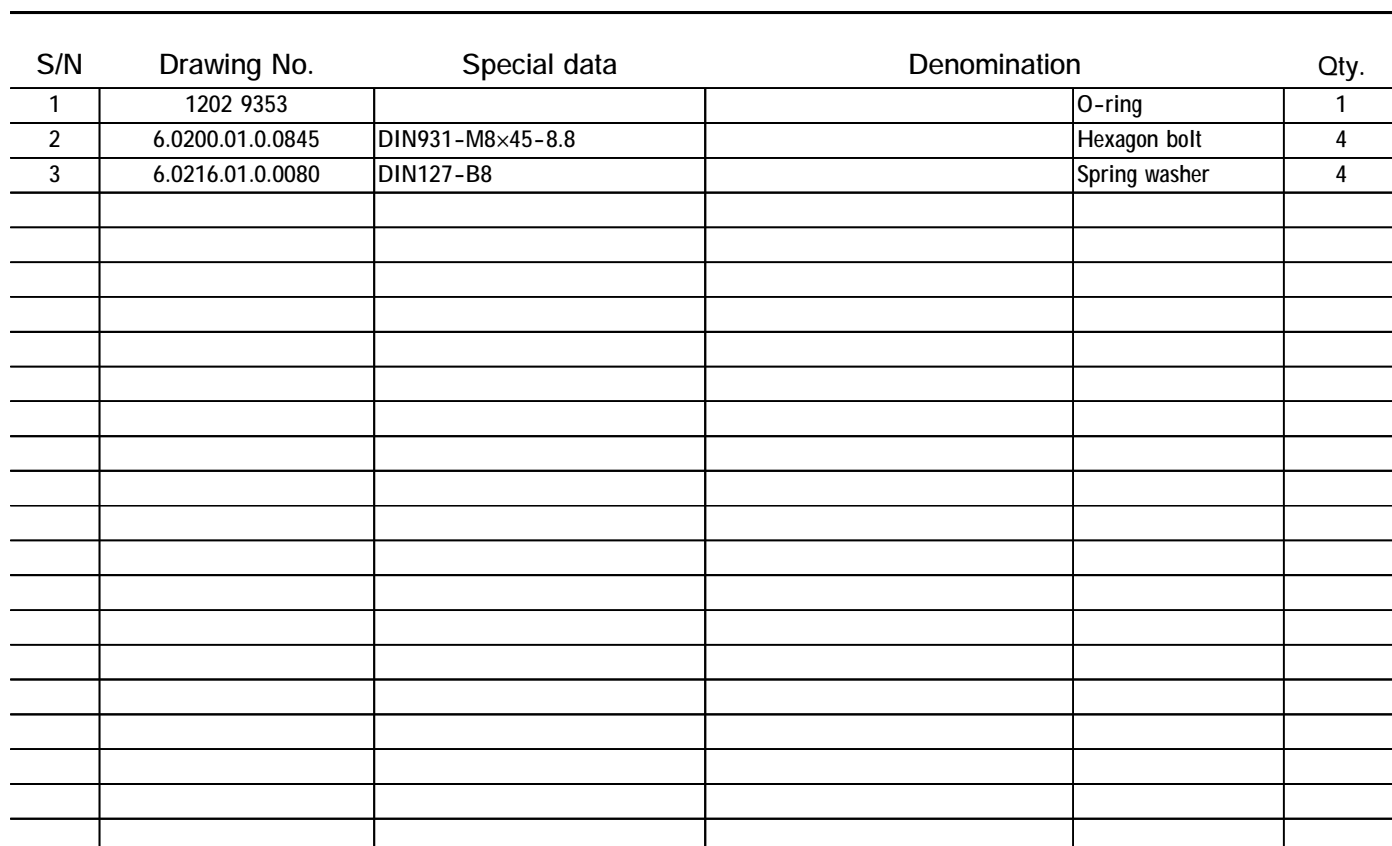 S/N Drawing No. Special data Denomination Qty.
1 1202 9353 O-ring 1
2 6.0200.01.0.0845 DIN931-M8×45-8.8 Hexagon bolt 4
3 6.0216.01.0.0080 DIN127-B8 Spring washer 4